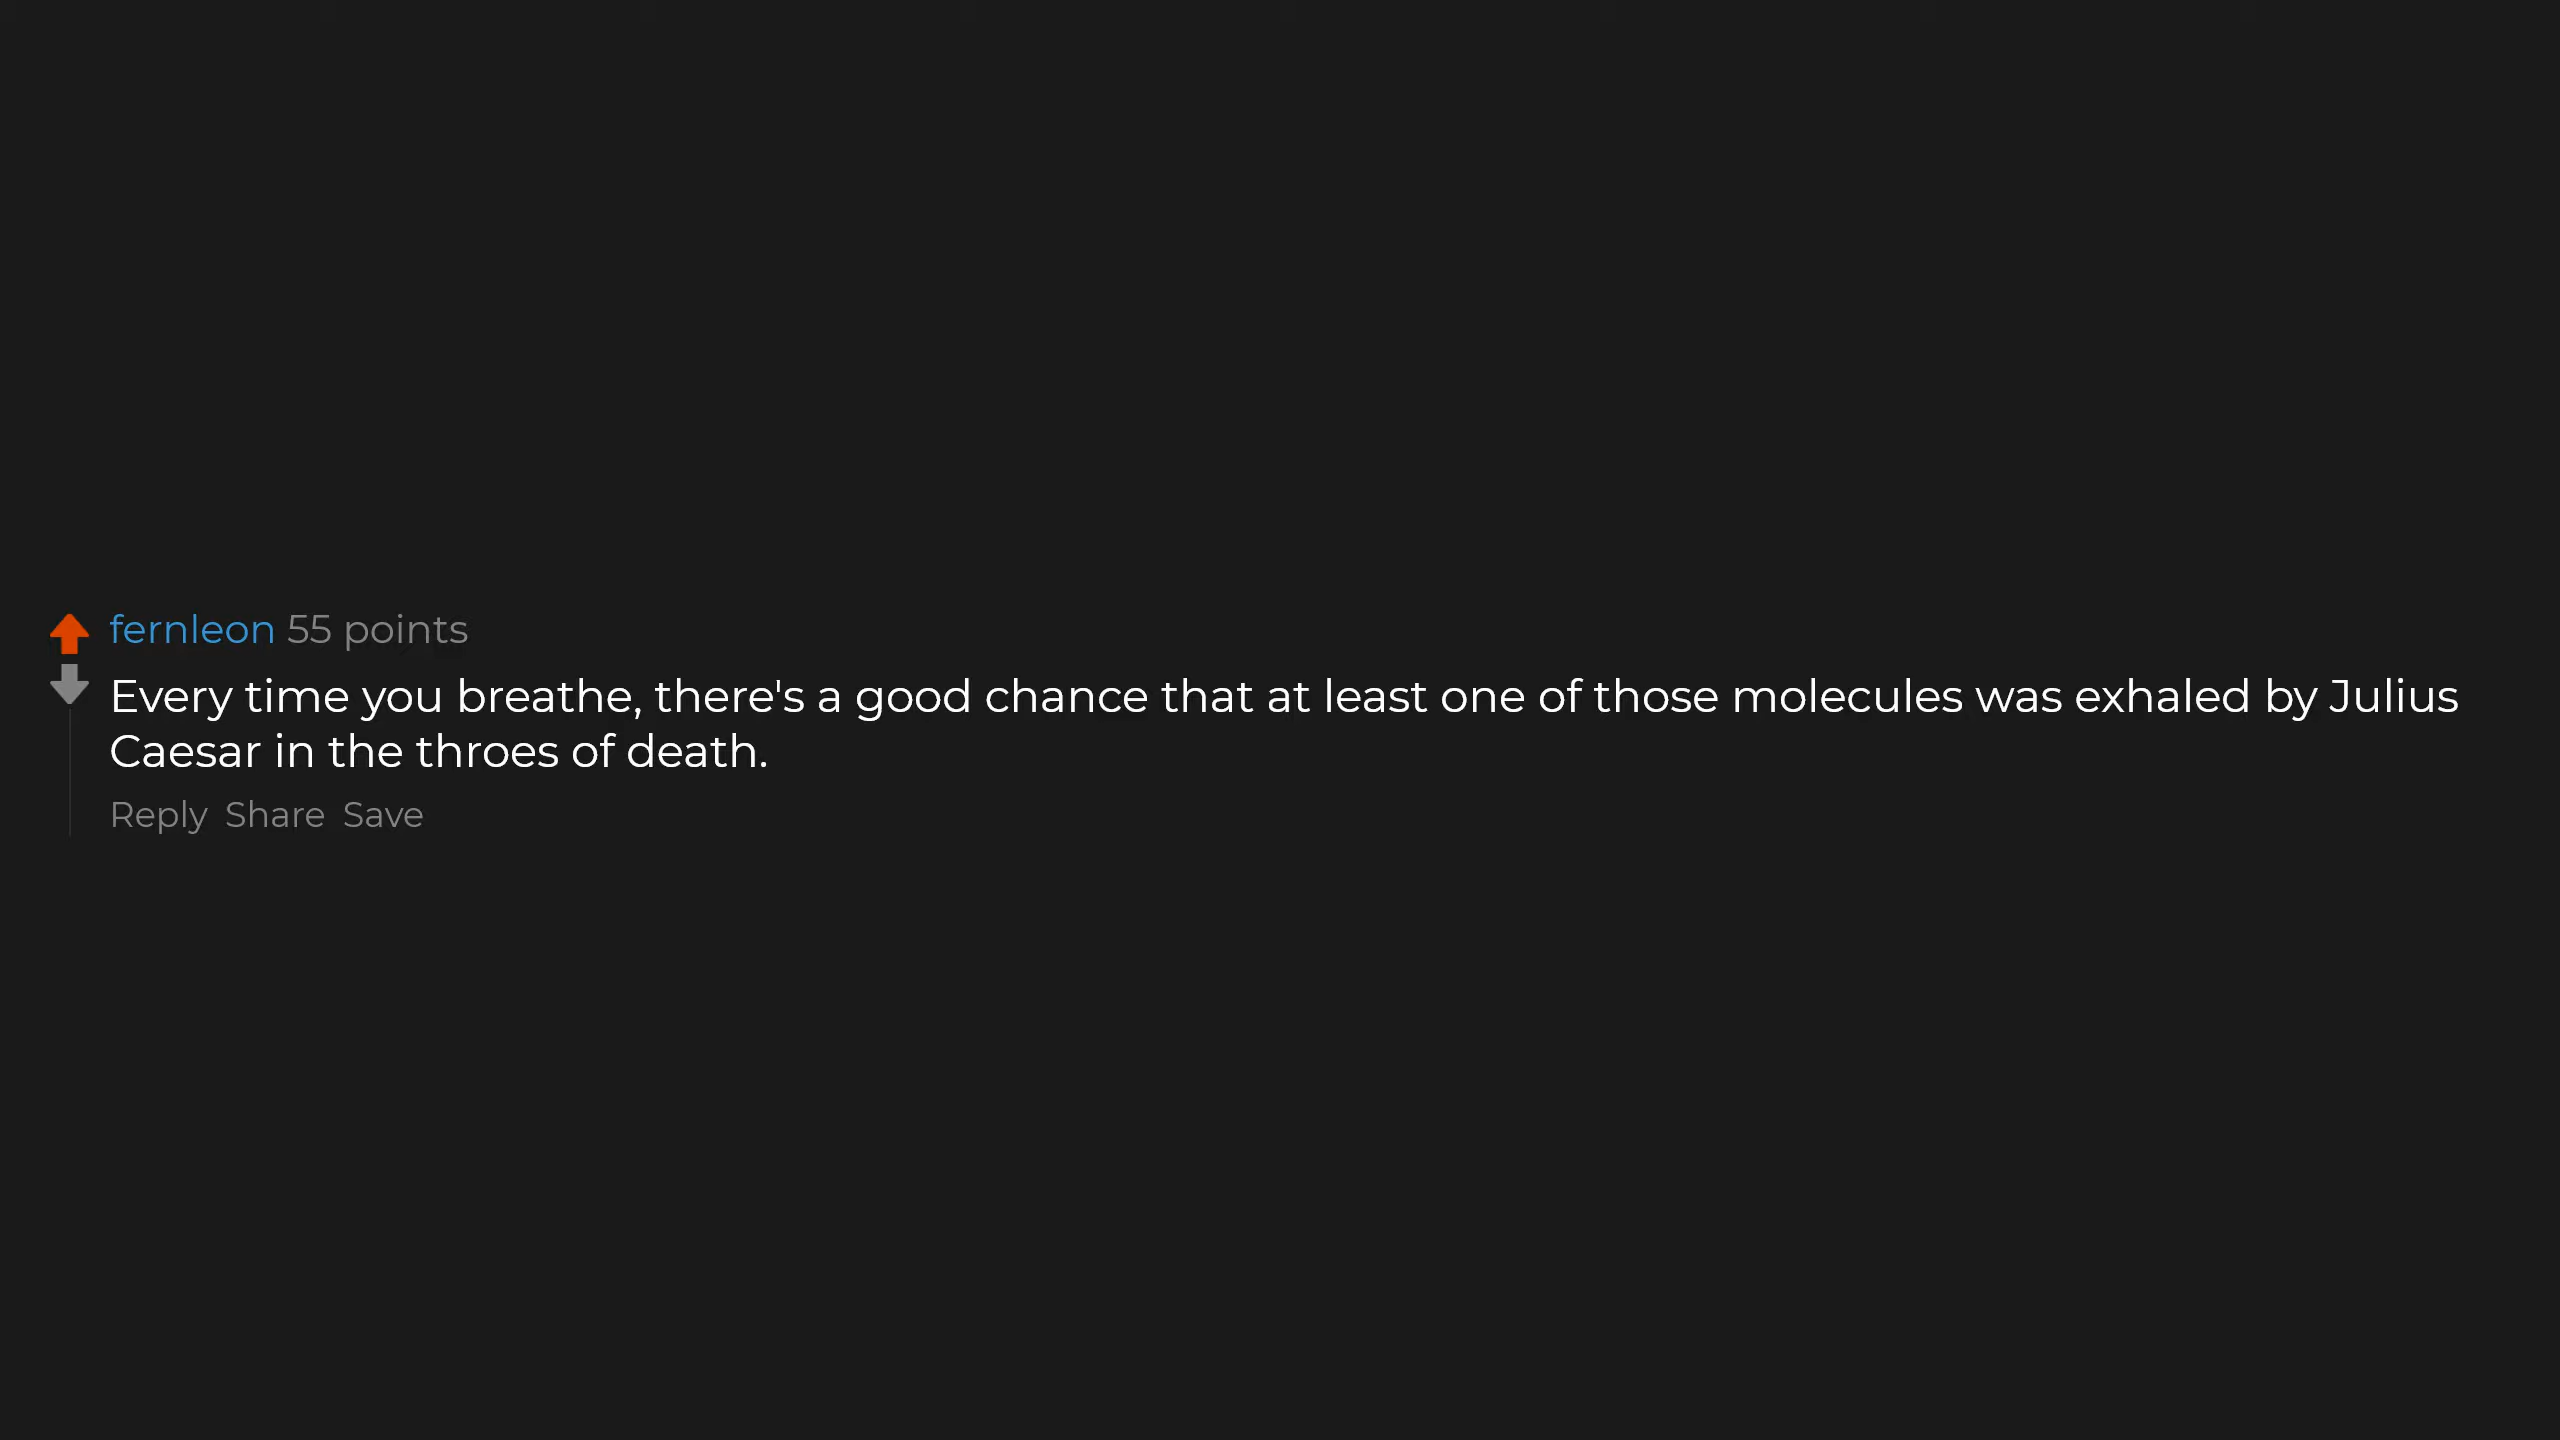 fernleon 55 points
Every time you breathe, there's a good chance that at least one of those molecules was exhaled by Julius
Caesar in the throes of death.
Reply Share Save